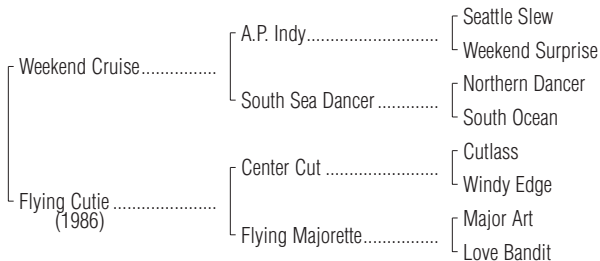 Seattle Slew
A.P. Indy..............................
Weekend Surprise
Weekend Cruise.................
Northern Dancer
South Sea Dancer..............
South Ocean
Cutlass
Center Cut ..........................
Windy Edge
Flying Cutie .......................
(1986)
Major Art
Flying Majorette.................
Love Bandit